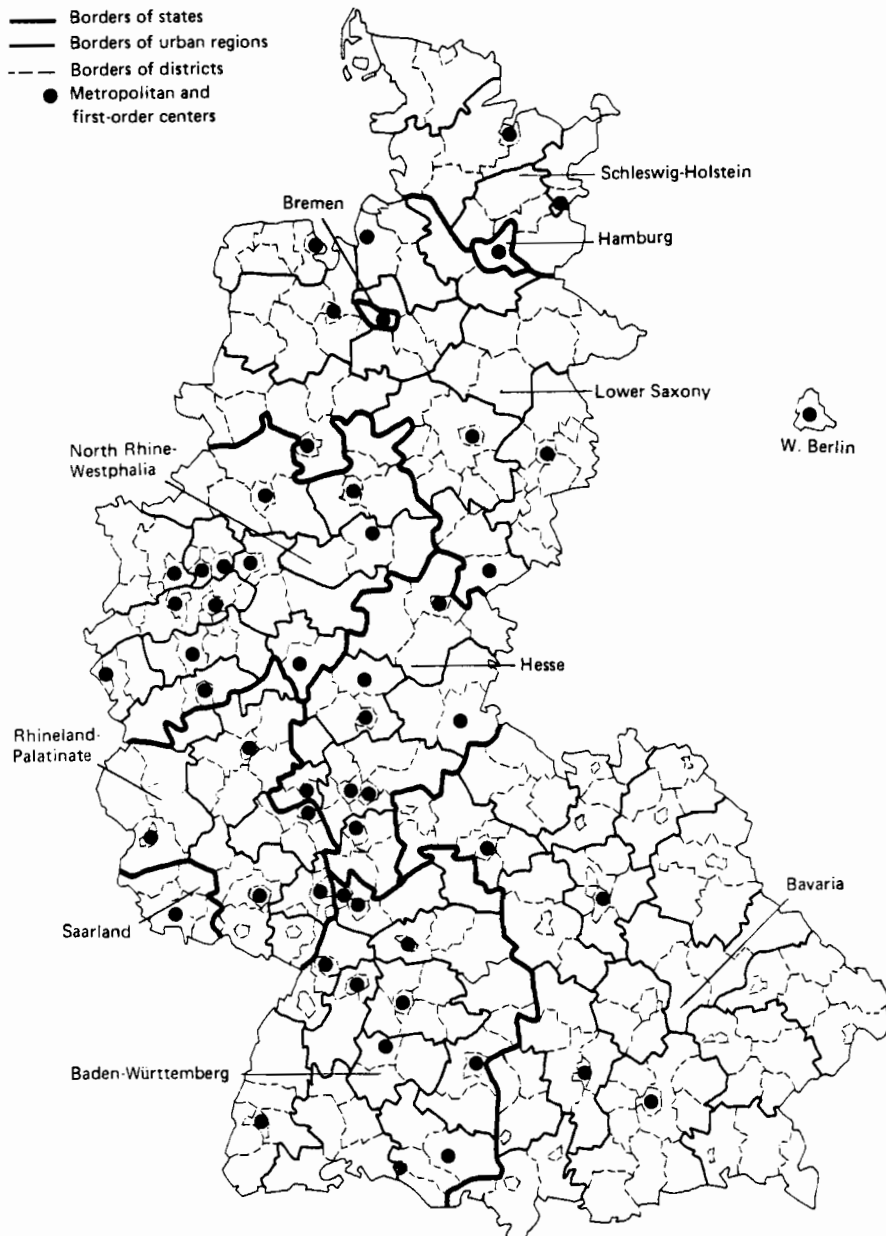 Borders of states
Borders of urban regions
Borders of districts
Metropolitan and
first-order centers
Schleswig-Holstein
Bremen
Hamburg
Lower Saxony
W. Berlin
North Rhine-
Westphalia
Hesse
Rhineland-
Palatinate
Bavaria
Saarland
Baden-Württemberg